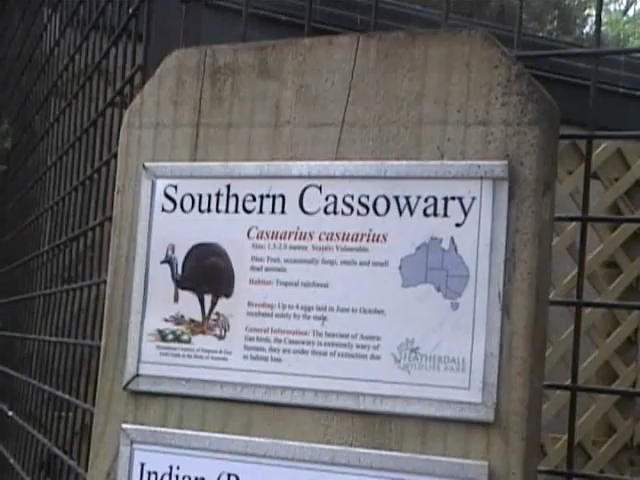 Southern Cassowary
Casuarius casuarius
Size: 1.5-2.0 metres Status: Vulnerable.
Diet: Fruit, occasionally fungi, snails and small
dead animals.
Habitat: Tropical rainforest
Breeding: Up to 4 eggs laid in June to October,
incubated solely by the male.
General Information: The heaviest of Austra-
lian birds, the Cassowary is extremely wary of
humans, they are under threat of extinction due
to habitat loss.
FEATHERDALE
WILDLIFE PARK
Indian